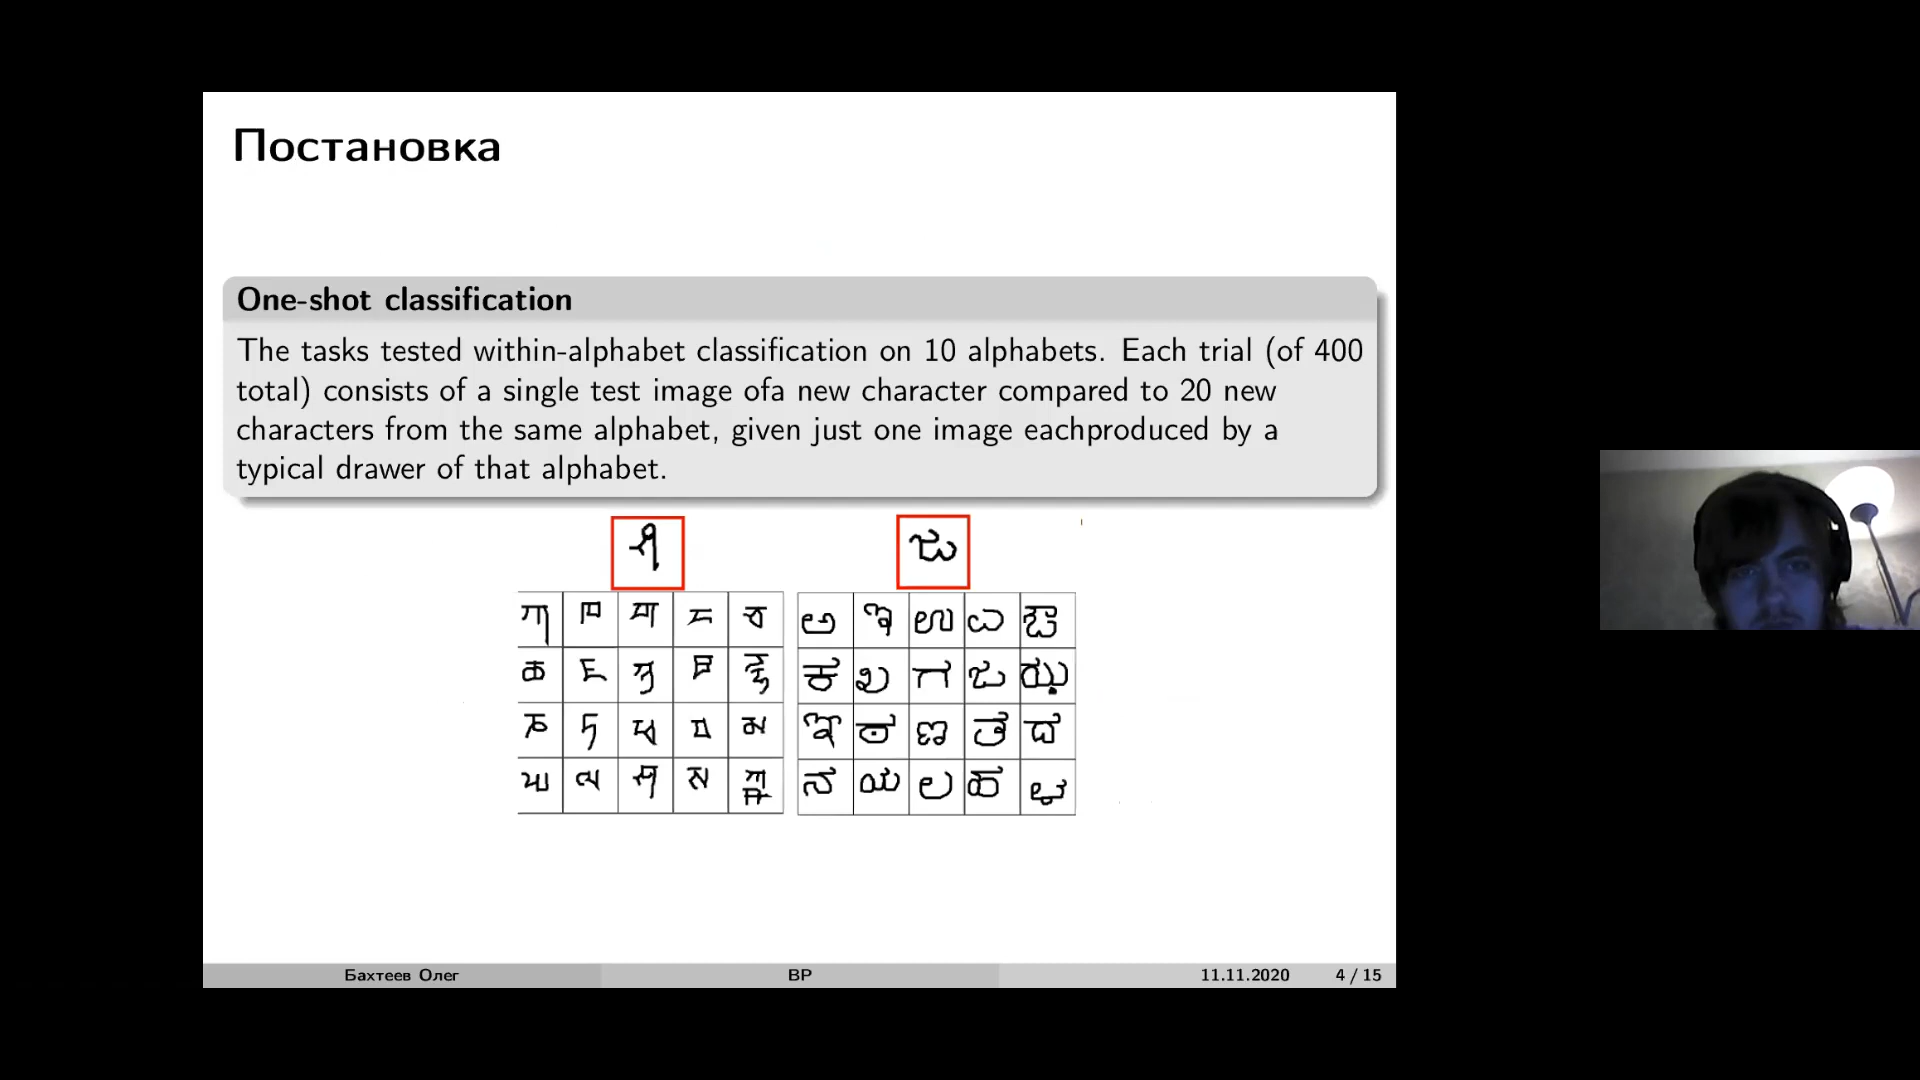 Постановка
One-shot classification
The tasks tested within-alphabet classification on 10 alphabets. Each trial (of 400
total) consists of a single test image ofa new character compared to 20 new
characters from the same alphabet, given just one image eachproduced by a
typical drawer of that alphabet.
Бахтеев Олег BP 11.11.2020 4 / 15